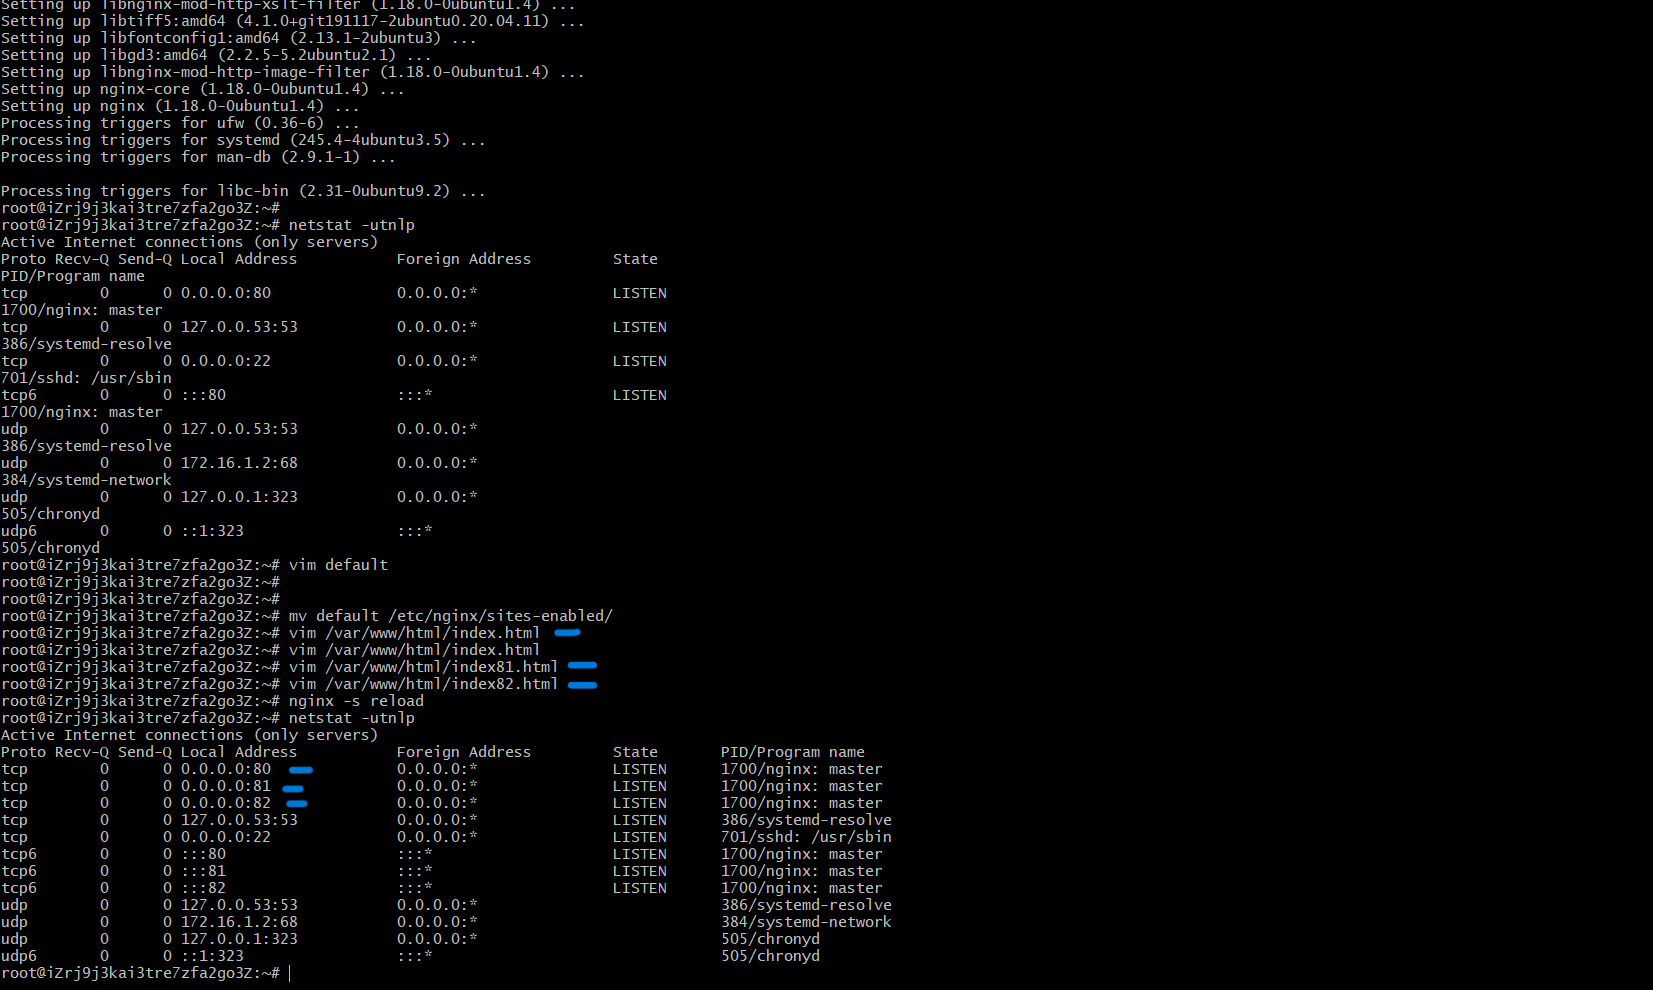 Setting up libnginx-mod-http-xslt-filter (1.18.0-0ubuntu1.4) ...
Setting up libtiff5:amd64 (4.1.0+git191117-2ubuntu0.20.04.11) ...
Setting up libfontconfig1:amd64 (2.13.1-2ubuntu3) ...
Setting up libgd3:amd64 (2.2.5-5.2ubuntu2.1) ...
Setting up libnginx-mod-http-image-filter (1.18.0-0ubuntu1.4) ...
Setting up nginx-core (1.18.0-0ubuntu1.4) ...
Setting up nginx (1.18.0-0ubuntu1.4) ...
Processing triggers for ufw (0.36-6) ...
Processing triggers for systemd (245.4-4ubuntu3.5) ...
Processing triggers for man-db (2.9.1-1) ...
Processing triggers for libc-bin (2.31-0ubuntu9.2) ...
root@iZrj9j3kai3tre7zfa2go3Z:~#
root@iZrj9j3kai3tre7zfa2go3Z:~# netstat -utnlp
Active Internet connections (only servers)
Proto Recv-Q Send-Q Local Address           Foreign Address         State
PID/Program name
tcp        0      0 0.0.0.0:80              0.0.0.0:*               LISTEN
1700/nginx: master
tcp        0      0 127.0.0.53:53           0.0.0.0:*               LISTEN
386/systemd-resolve
tcp        0      0 0.0.0.0:22              0.0.0.0:*               LISTEN
701/sshd: /usr/sbin
tcp6       0      0 :::80                   :::*                    LISTEN
1700/nginx: master
udp        0      0 127.0.0.53:53           0.0.0.0:*
386/systemd-resolve
udp        0      0 172.16.1.2:68           0.0.0.0:*
384/systemd-network
udp        0      0 127.0.0.1:323           0.0.0.0:*
505/chronyd
udp6       0      0 ::1:323                 :::*
505/chronyd
root@iZrj9j3kai3tre7zfa2go3Z:~# vim default
root@iZrj9j3kai3tre7zfa2go3Z:~#
root@iZrj9j3kai3tre7zfa2go3Z:~#
root@iZrj9j3kai3tre7zfa2go3Z:~# mv default /etc/nginx/sites-enabled/
root@iZrj9j3kai3tre7zfa2go3Z:~# vim /var/www/html/index.html
root@iZrj9j3kai3tre7zfa2go3Z:~# vim /var/www/html/index.html
root@iZrj9j3kai3tre7zfa2go3Z:~# vim /var/www/html/index81.html
root@iZrj9j3kai3tre7zfa2go3Z:~# vim /var/www/html/index82.html
root@iZrj9j3kai3tre7zfa2go3Z:~# nginx -s reload
root@iZrj9j3kai3tre7zfa2go3Z:~# netstat -utnlp
Active Internet connections (only servers)
Proto Recv-Q Send-Q Local Address           Foreign Address         State       PID/Program name
tcp        0      0 0.0.0.0:80              0.0.0.0:*               LISTEN      1700/nginx: master
tcp        0      0 0.0.0.0:81              0.0.0.0:*               LISTEN      1700/nginx: master
tcp        0      0 0.0.0.0:82              0.0.0.0:*               LISTEN      1700/nginx: master
tcp        0      0 127.0.0.53:53           0.0.0.0:*               LISTEN      386/systemd-resolve
tcp        0      0 0.0.0.0:22              0.0.0.0:*               LISTEN      701/sshd: /usr/sbin
tcp6       0      0 :::80                   :::*                    LISTEN      1700/nginx: master
tcp6       0      0 :::81                   :::*                    LISTEN      1700/nginx: master
tcp6       0      0 :::82                   :::*                    LISTEN      1700/nginx: master
udp        0      0 127.0.0.53:53           0.0.0.0:*                           386/systemd-resolve
udp        0      0 172.16.1.2:68           0.0.0.0:*                           384/systemd-network
udp        0      0 127.0.0.1:323           0.0.0.0:*                           505/chronyd
udp6       0      0 ::1:323                 :::*                                505/chronyd
root@iZrj9j3kai3tre7zfa2go3Z:~#